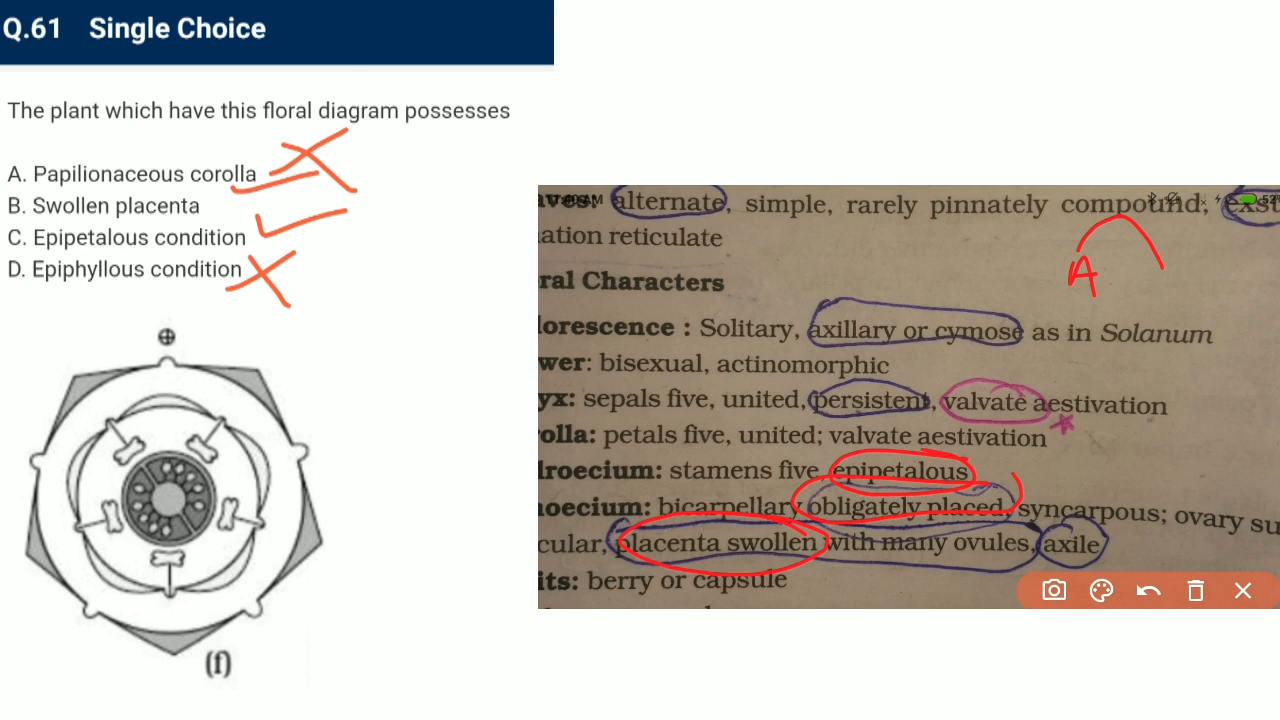 Q.61 Single Choice
The plant which have this floral diagram possesses
A. Papilionaceous corolla
B. Swollen placenta
C. Epipetalous condition
D. Epiphyllous condition
(f)
ves: alternate, simple, rarely pinnately compound, exst
ation reticulate
A
ral Characters
lorescence : Solitary, axillary or cymose as in Solanum
wer: bisexual, actinomorphic
yx: sepals five, united, persistent, valvate aestivation
rolla: petals five, united; valvate aestivation
droecium: stamens five, epipetalous
noecium: bicarpellary obligately placed, syncarpous; ovary su
cular, placenta swollen with many ovules, axile
its: berry or capsule